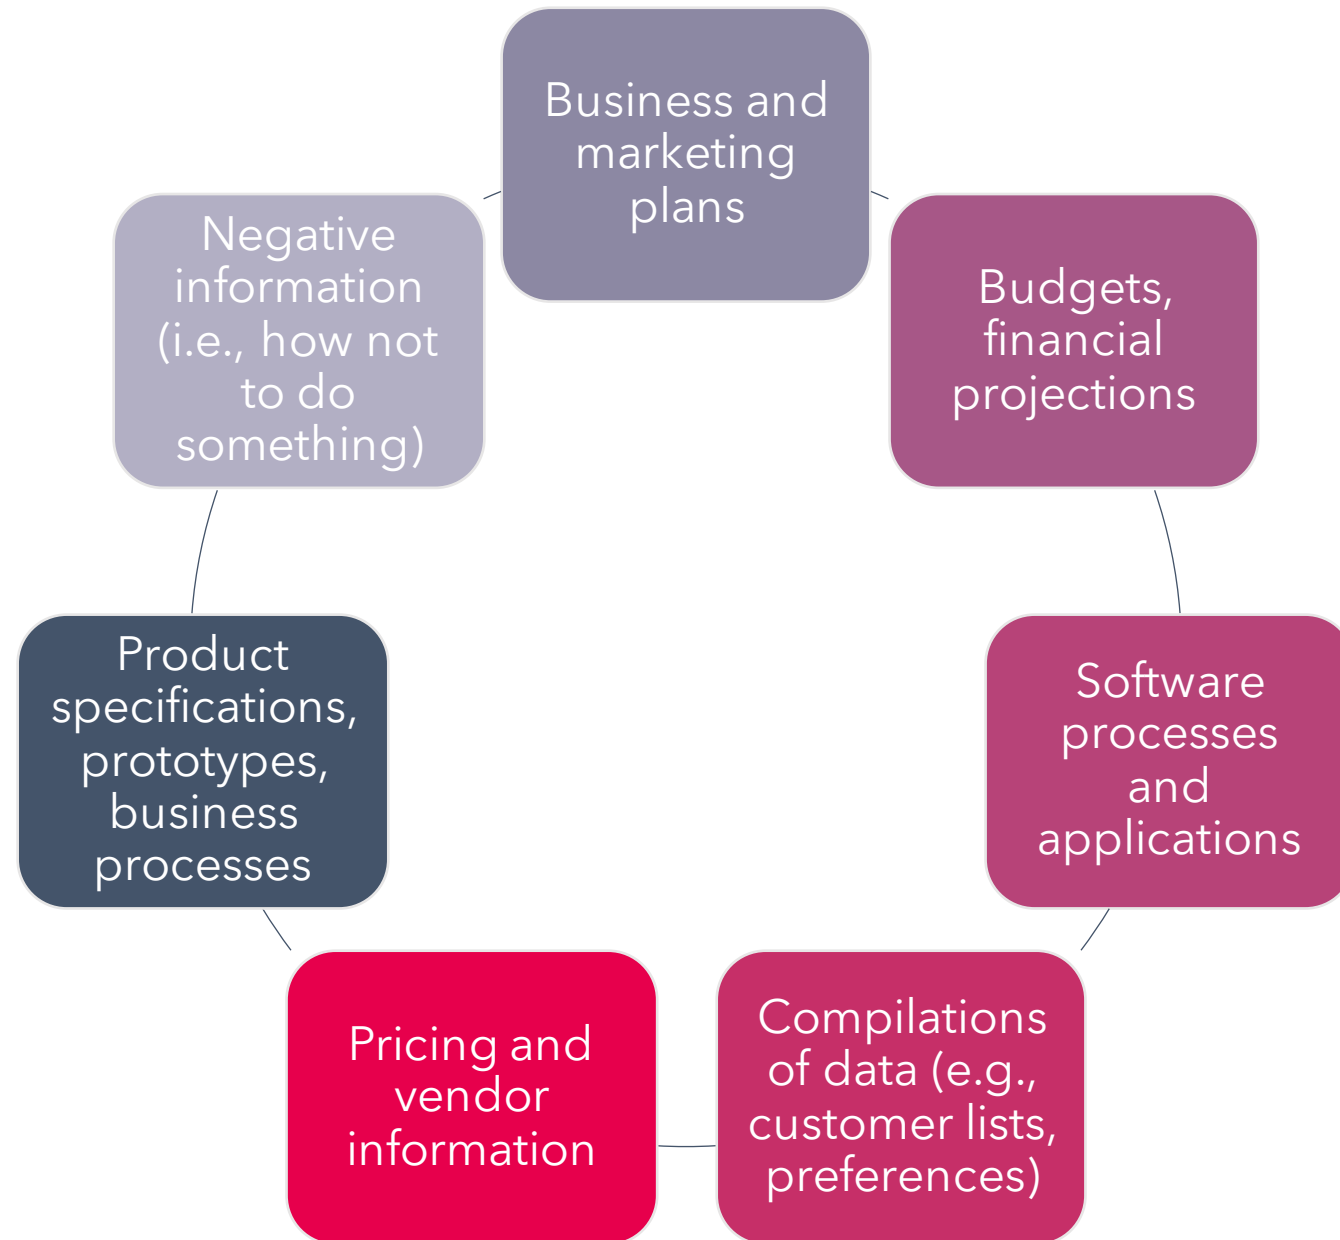 Business and
marketing
plans
Budgets,
financial
projections
Software
processes
and
applications
Compilations
of data (e.g.,
customer lists,
preferences)
Pricing and
vendor
information
Product
specifications,
prototypes,
business
processes
Negative
information
(i.e., how not
to do
something)